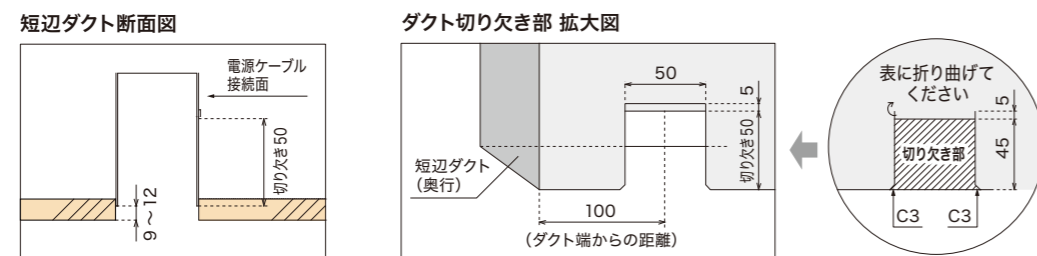 短辺ダクト断面図
電源ケーブル
接続面
切り欠き50
9～12
ダクト切り欠き部 拡大図
50
5
切り欠き50
短辺ダクト
（奥行）
100
（ダクト端からの距離）
表に折り曲げて
ください
5
切り欠き部
45
C3
C3